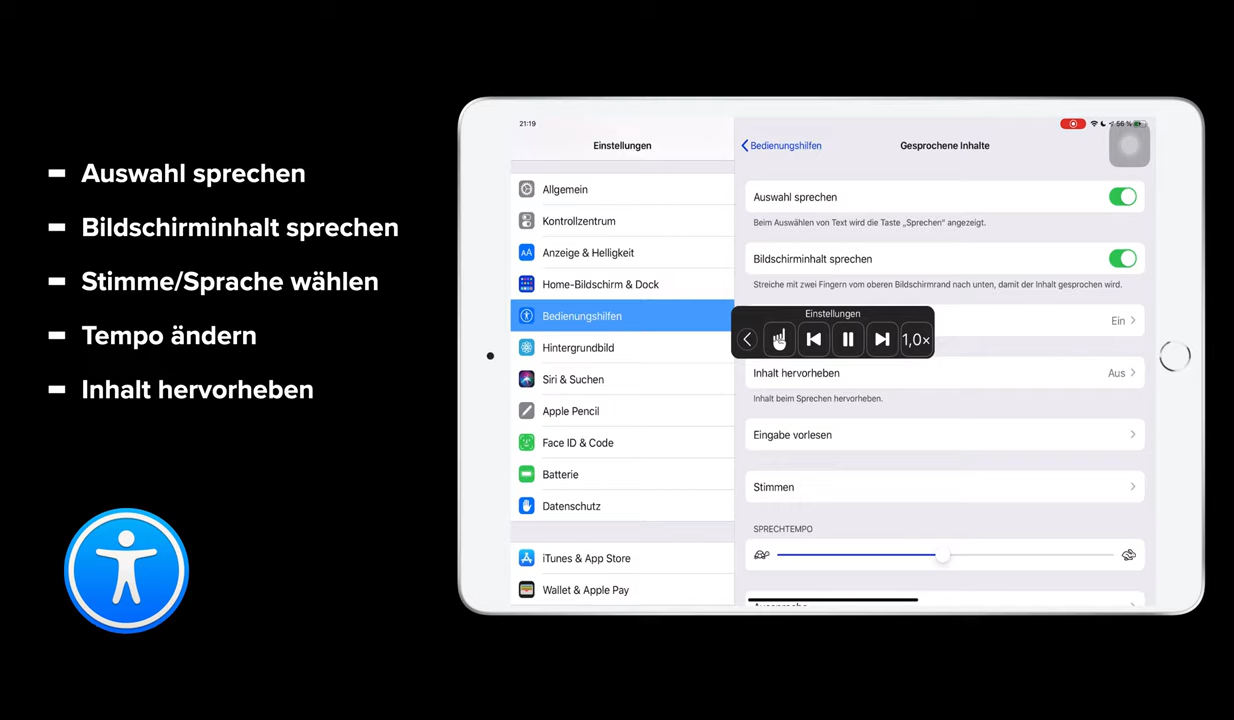 Auswahl sprechen
Bildschirminhalt sprechen
Stimme/Sprache wählen
Tempo ändern
Inhalt hervorheben
21:19
56 %
Einstellungen
Allgemein
Kontrollzentrum
AA Anzeige & Helligkeit
Home-Bildschirm & Dock
Bedienungshilfen
Hintergrundbild
Siri & Suchen
Apple Pencil
Face ID & Code
Batterie
Datenschutz
iTunes & App Store
Wallet & Apple Pay
Bedienungshilfen
Gesprochene Inhalte
Auswahl sprechen
Beim Auswählen von Text wird die Taste „Sprechen“ angezeigt.
Bildschirminhalt sprechen
Streiche mit zwei Fingern vom oberen Bildschirmrand nach unten, damit der Inhalt gesprochen wird.
Einstellungen
1,0×
Ein
Inhalt hervorheben
Aus
Inhalt beim Sprechen hervorheben.
Eingabe vorlesen
Stimmen
SPRECHTEMPO